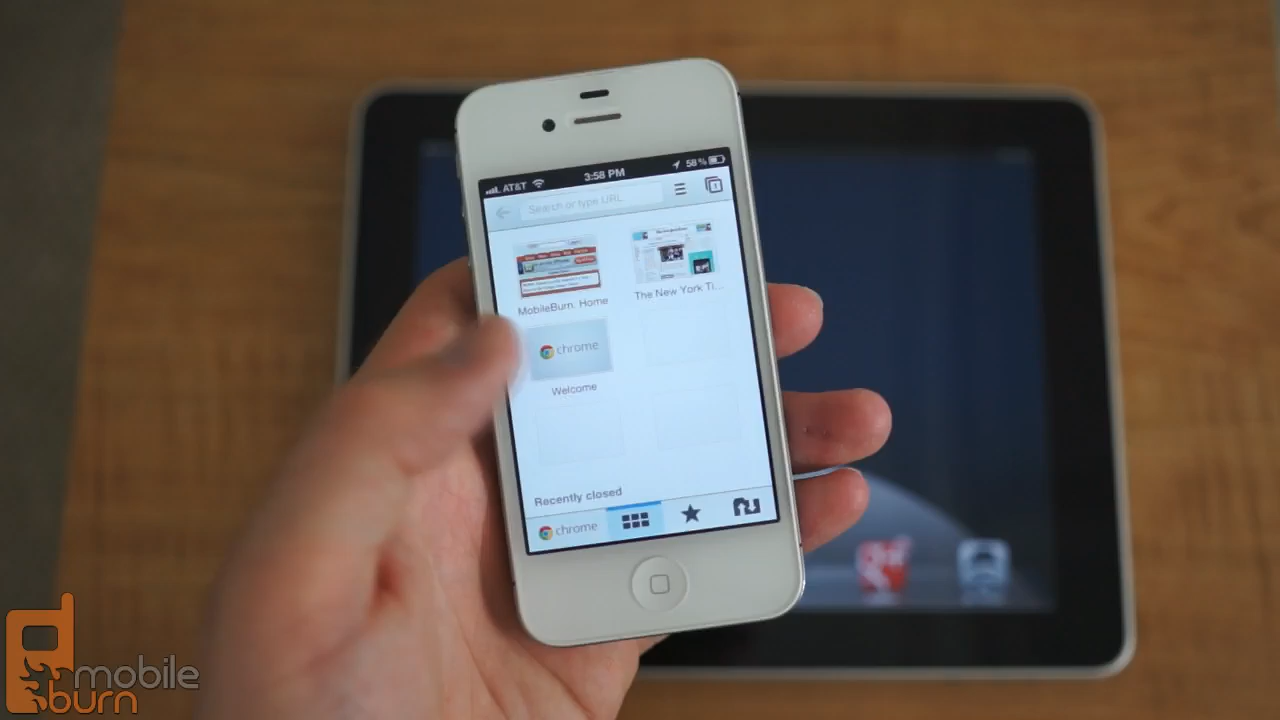 AT&T 3:58 PM 58%
Search or type URL
1
MobileBurn: Home
The New York Ti...
chrome
Welcome
Recently closed
chrome
mobile
burn